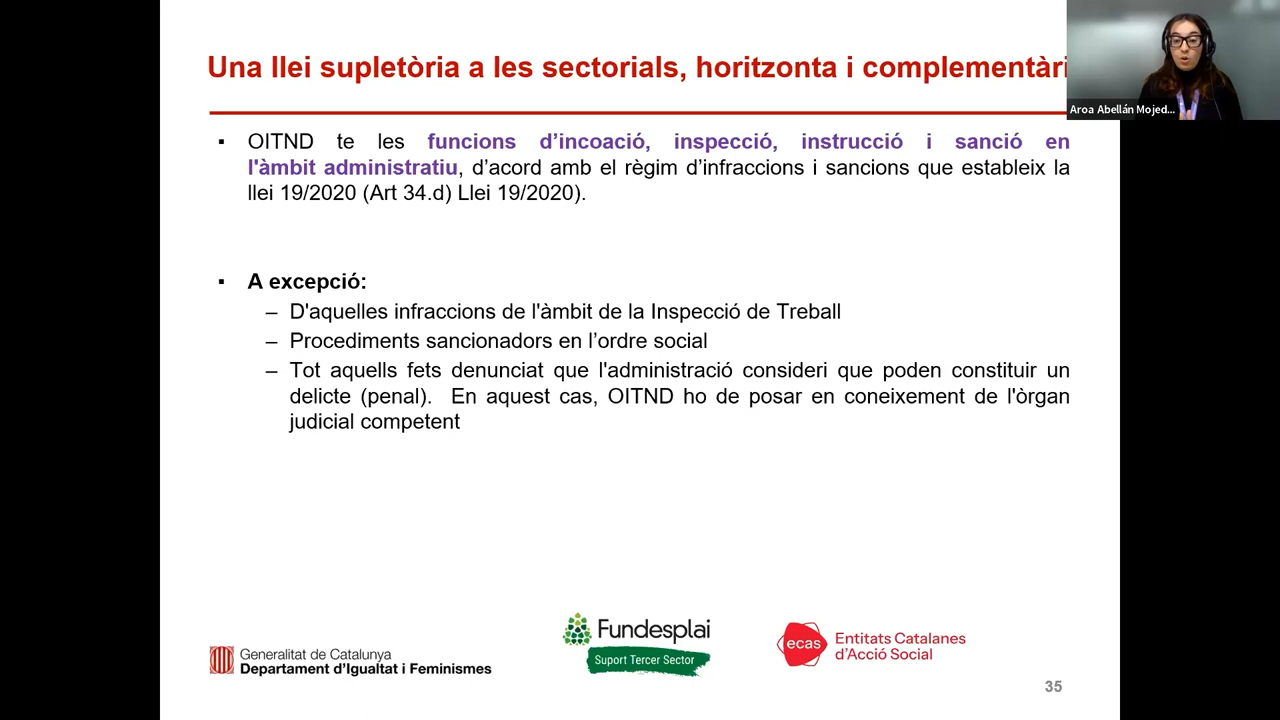 Una llei supletòria a les sectorials, horitzonta i complementàri
Aroa Abellán Mojed...
▪ OITND te les funcions d’incoació, inspecció, instrucció i sanció en
l'àmbit administratiu, d’acord amb el règim d’infraccions i sancions que estableix la
llei 19/2020 (Art 34.d) Llei 19/2020).
▪ A excepció:
– D'aquelles infraccions de l'àmbit de la Inspecció de Treball
– Procediments sancionadors en l’ordre social
– Tot aquells fets denunciat que l'administració consideri que poden constituir un
delicte (penal). En aquest cas, OITND ho de posar en coneixement de l'òrgan
judicial competent
Generalitat de Catalunya
Departament d’Igualtat i Feminismes
Fundesplai
Suport Tercer Sector
ecas
Entitats Catalanes
d’Acció Social
35